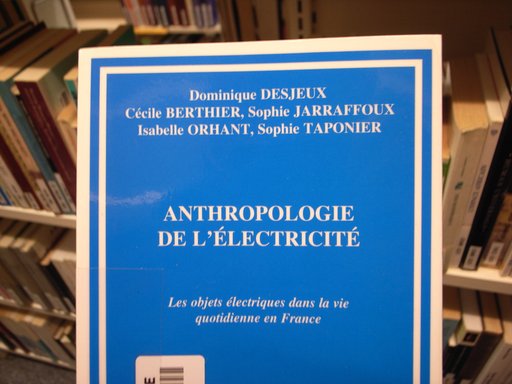 Dominique DESJEUX
Cécile BERTHIER, Sophie JARRAFFOUX
Isabelle ORHANT, Sophie TAPONIER
ANTHROPOLOGIE
DE L'ÉLECTRICITÉ
Les objets électriques dans la vie
quotidienne en France